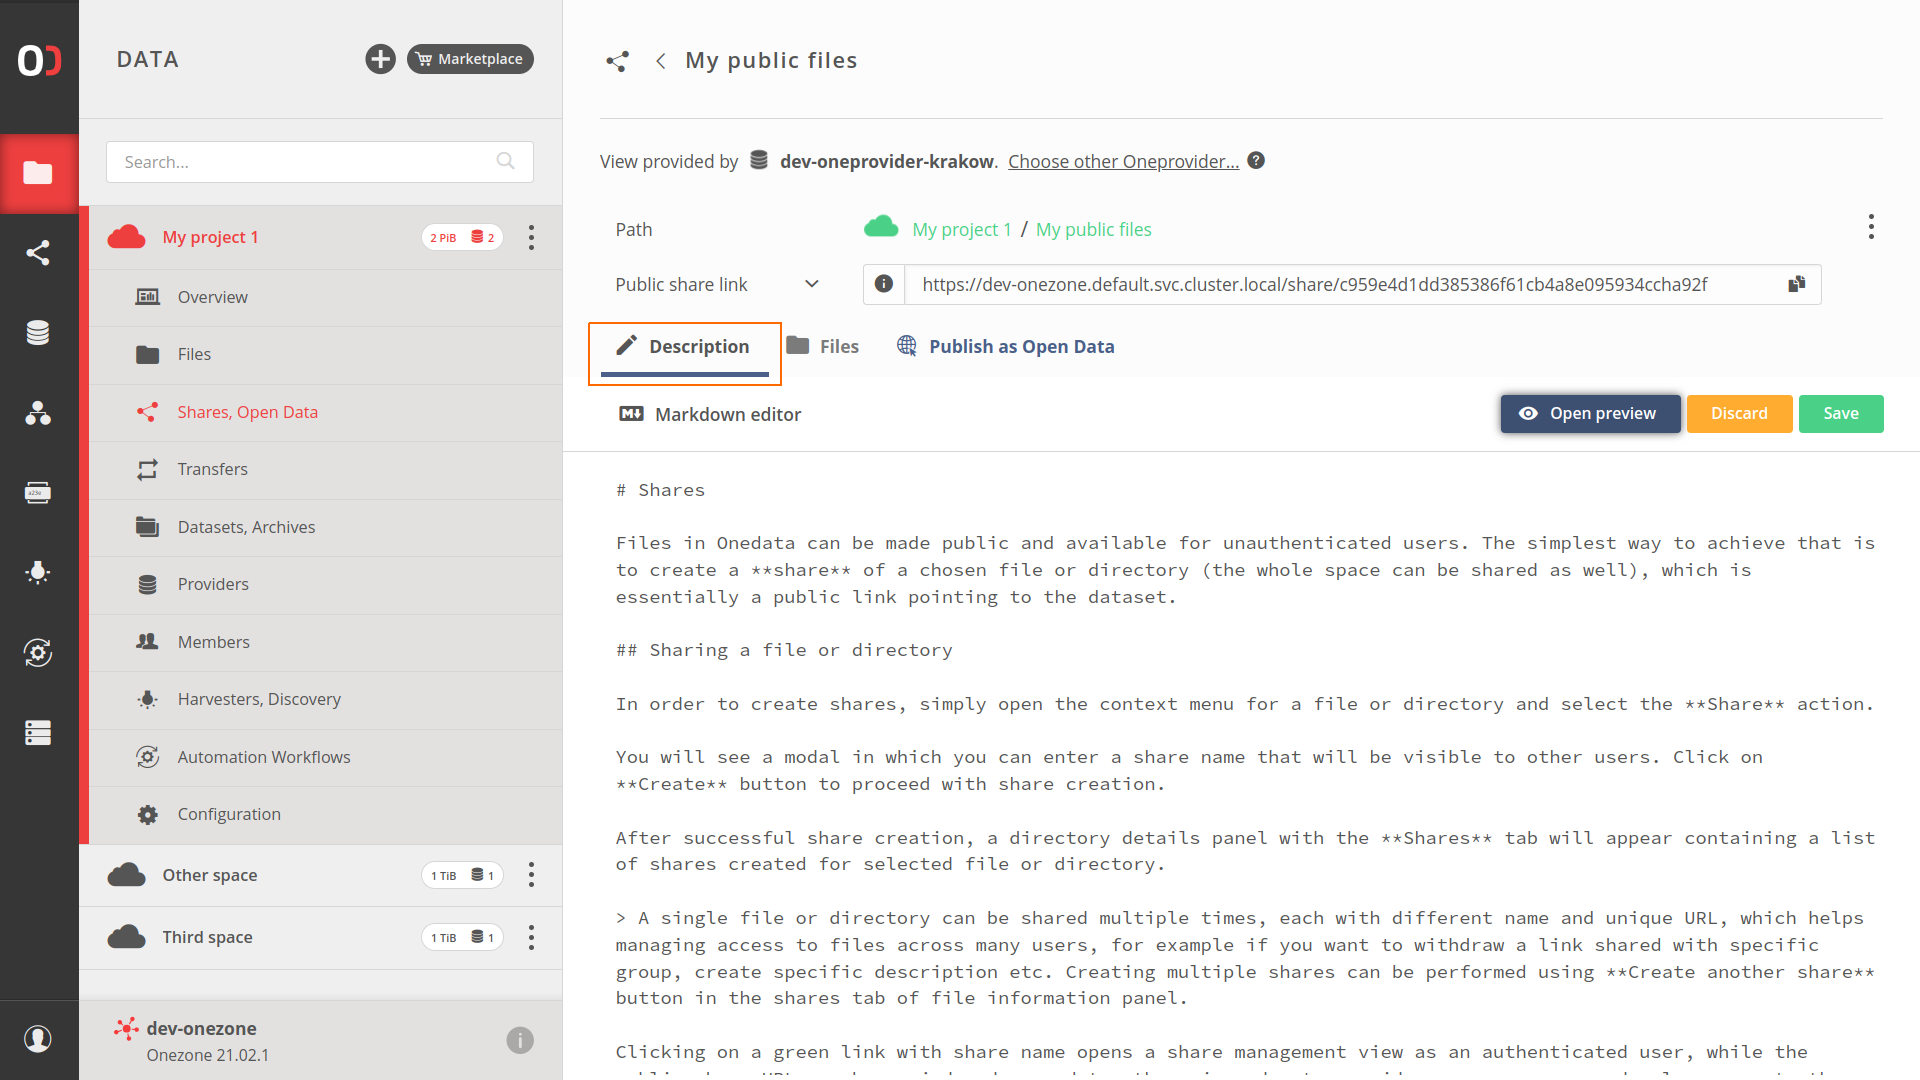 DATA
Marketplace
Search...
My project 1
2 PiB 2
Overview
Files
Shares, Open Data
Transfers
Datasets, Archives
Providers
Members
Harvesters, Discovery
Automation Workflows
Configuration
Other space
1 TiB 1
Third space
1 TiB 1
dev-onezone
Onezone 21.02.1
My public files
View provided by dev-oneprovider-krakow. Choose other Oneprovider...
Path My project 1 / My public files
Public share link https://dev-onezone.default.svc.cluster.local/share/c959e4d1dd385386f61cb4a8e095934ccha92f
Description Files Publish as Open Data
Markdown editor Open preview Discard Save
# Shares
Files in Onedata can be made public and available for unauthenticated users. The simplest way to achieve that is
to create a **share** of a chosen file or directory (the whole space can be shared as well), which is
essentially a public link pointing to the dataset.
## Sharing a file or directory
In order to create shares, simply open the context menu for a file or directory and select the **Share** action.
You will see a modal in which you can enter a share name that will be visible to other users. Click on
**Create** button to proceed with share creation.
After successful share creation, a directory details panel with the **Shares** tab will appear containing a list
of shares created for selected file or directory.
> A single file or directory can be shared multiple times, each with different name and unique URL, which helps
managing access to files across many users, for example if you want to withdraw a link shared with specific
group, create specific description etc. Creating multiple shares can be performed using **Create another share**
button in the shares tab of file information panel.
Clicking on a green link with share name opens a share management view as an authenticated user, while the